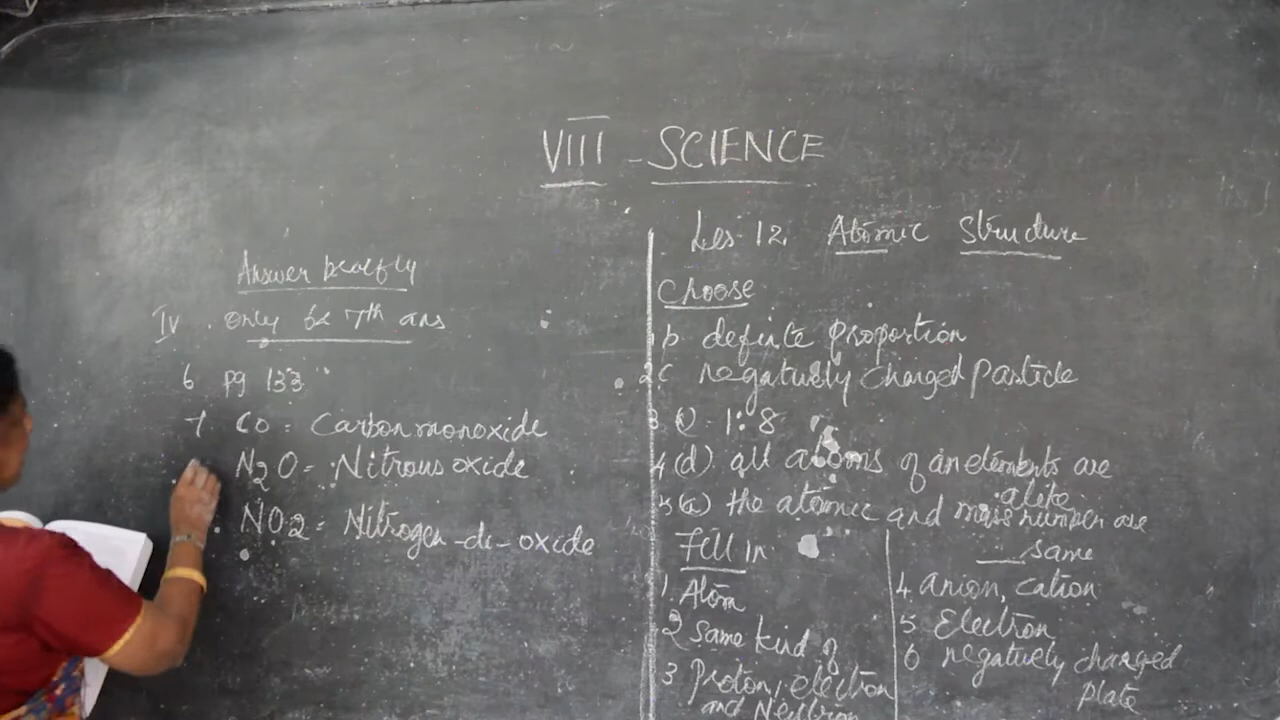 VIII - SCIENCE
Answer breifly
IV . only 6& 7th ans
6 pg 133
7 CO = Carbon monoxide
N2O = Nitrous oxide
NO2 = Nitrogen-di-oxide
Les 12. Atomic Structure
Choose
1 b. definite proportion
2 c negatively charged particle
3 1:8
4 (d) all atoms of an elements are alike
5 (a) the atomic and mass number are same
Fill in
1. Atom
2 same kind of
3 Proton, electron
and Neutron
4. anion, cation
5 Electron
6 negatively charged
plate